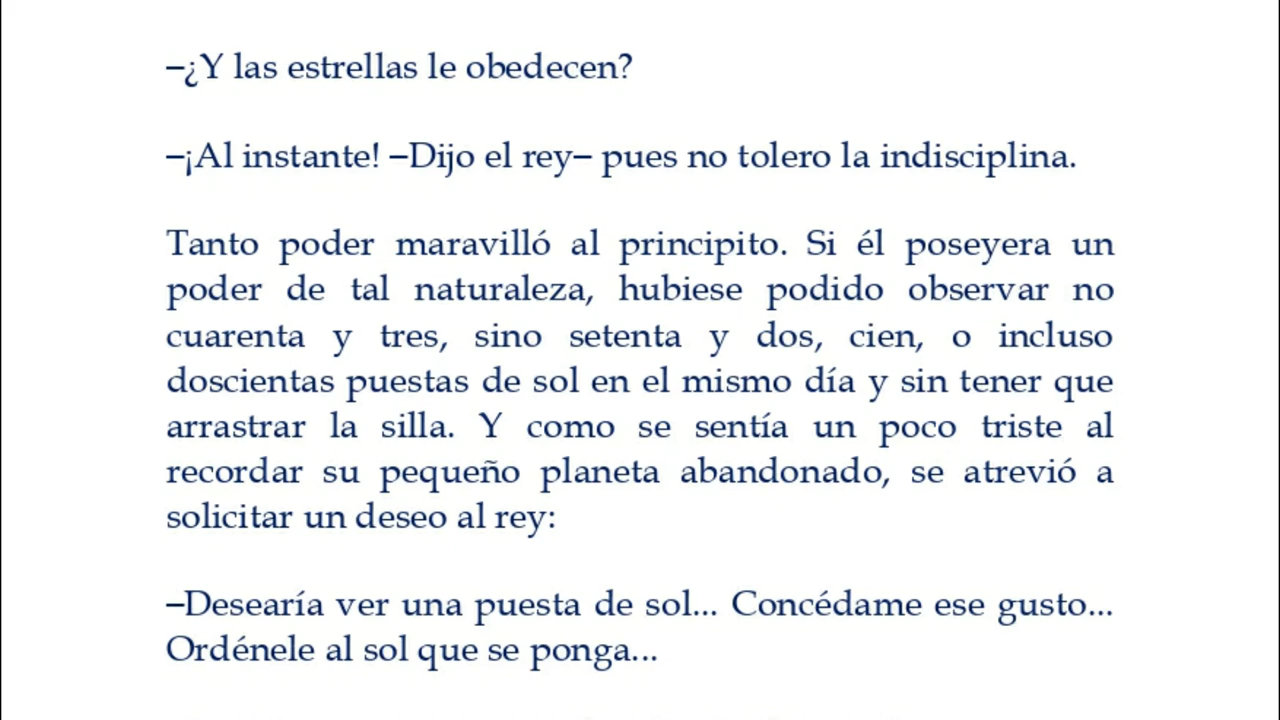 –¿Y las estrellas le obedecen?
–¡Al instante! –Dijo el rey– pues no tolero la indisciplina.
Tanto poder maravilló al principito. Si él poseyera un
poder de tal naturaleza, hubiese podido observar no
cuarenta y tres, sino setenta y dos, cien, o incluso
doscientas puestas de sol en el mismo día y sin tener que
arrastrar la silla. Y como se sentía un poco triste al
recordar su pequeño planeta abandonado, se atrevió a
solicitar un deseo al rey:
–Desearía ver una puesta de sol... Concédame ese gusto...
Ordénele al sol que se ponga...